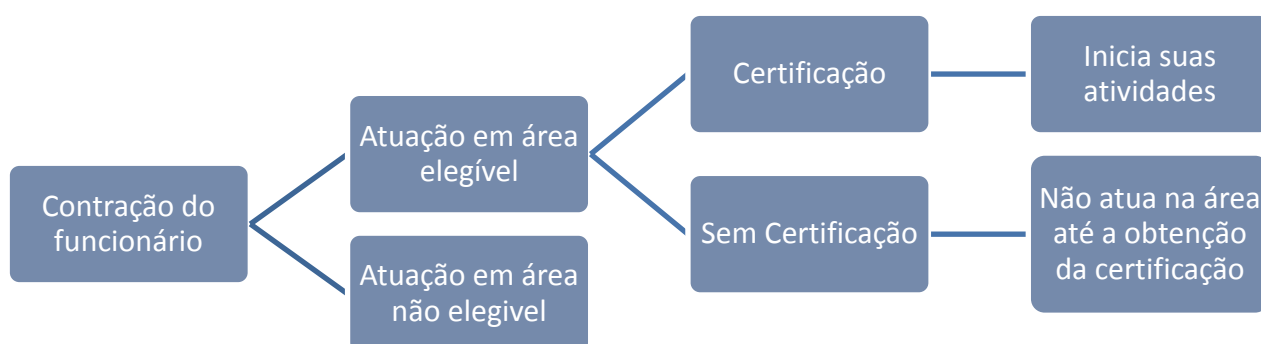 Contração do
funcionário
Atuação em área
elegível
Atuação em área
não elegivel
Certificação
Sem Certificação
Inicia suas
atividades
Não atua na área
até a obtenção
da certificação